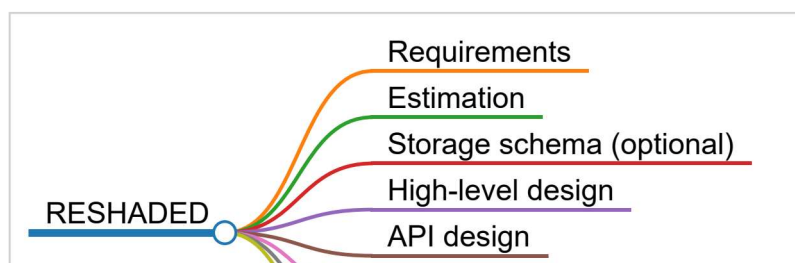 Requirements
Estimation
Storage schema (optional)
High-level design
RESHADED
API design